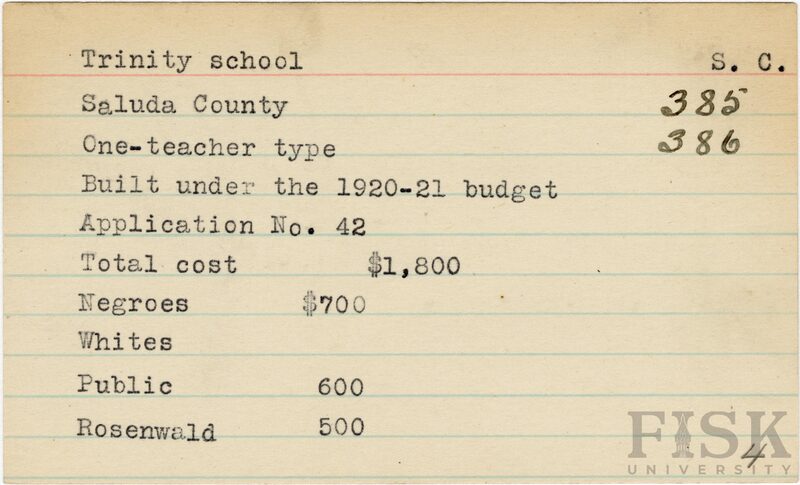 Trinity school S. C.
Saluda County 385
One-teacher type 386
Built under the 1920-21 budget
Application No. 42
Total cost $1,800
Negroes $700
Whites
Public 600
Rosenwald 500
FISK
UNIVERSITY
4